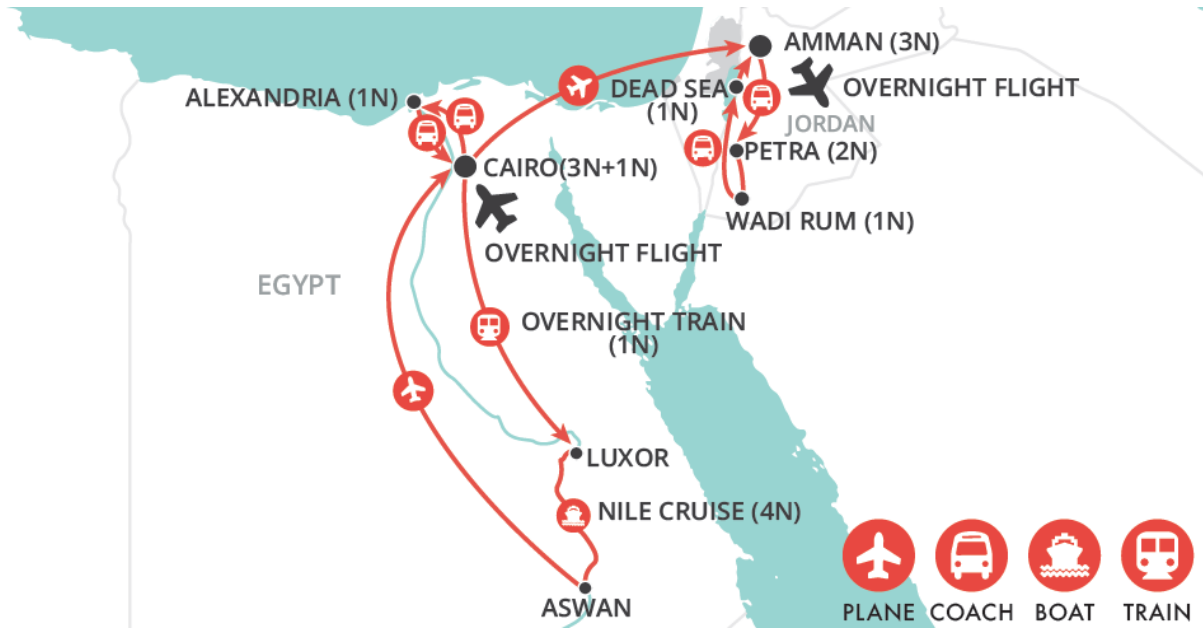 AMMAN (3N)
OVERNIGHT FLIGHT
DEAD SEA
(1N)
JORDAN
ALEXANDRIA (1N)
PETRA (2N)
CAIRO(3N+1N)
WADI RUM (1N)
OVERNIGHT FLIGHT
EGYPT
OVERNIGHT TRAIN
(1N)
LUXOR
NILE CRUISE (4N)
ASWAN
PLANE
COACH
BOAT
TRAIN